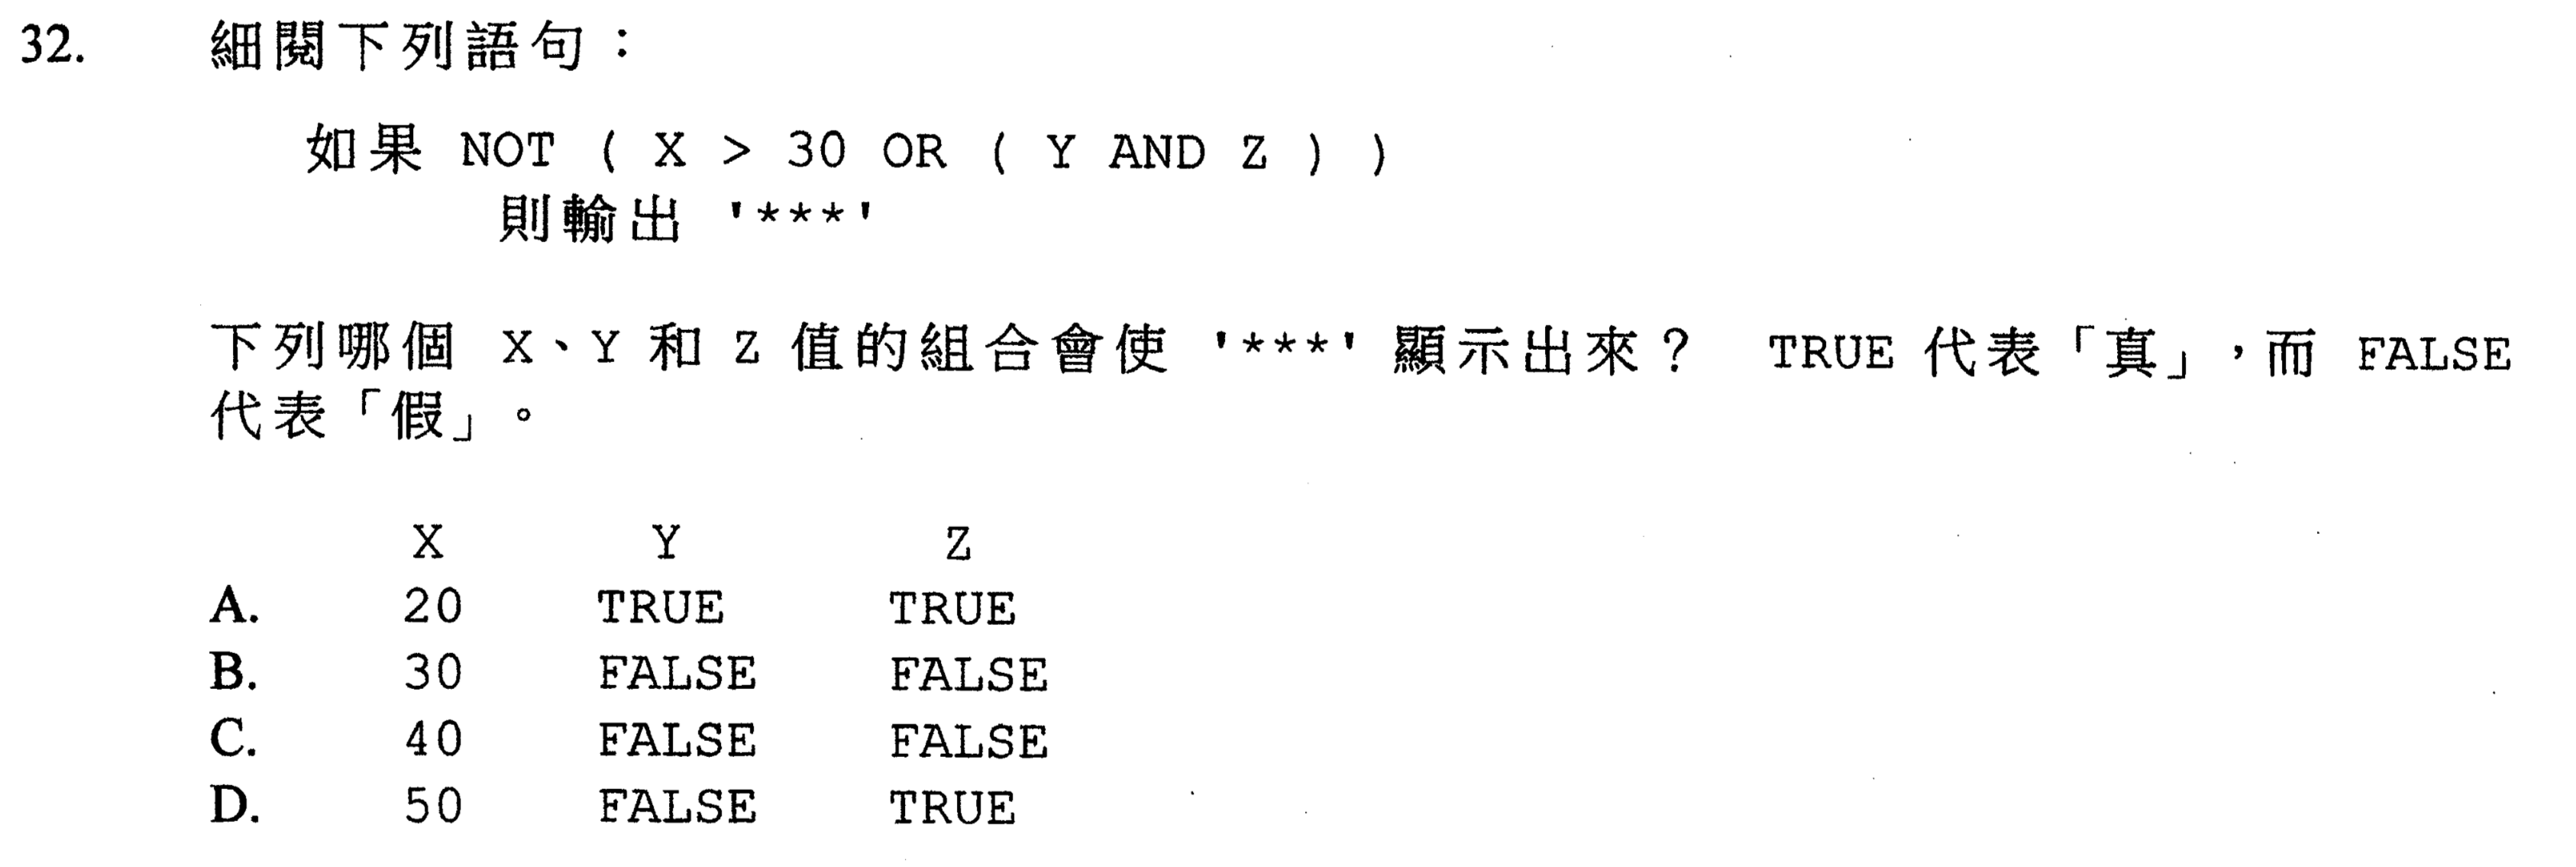 32. 細閱下列語句：
如果 NOT ( X > 30 OR ( Y AND Z ) )
則輸出 '***'
下列哪個 X、Y 和 Z 值的組合會使 '***' 顯示出來？ TRUE 代表「真」，而 FALSE
代表「假」。
X Y Z
A. 20 TRUE TRUE
B. 30 FALSE FALSE
C. 40 FALSE FALSE
D. 50 FALSE TRUE